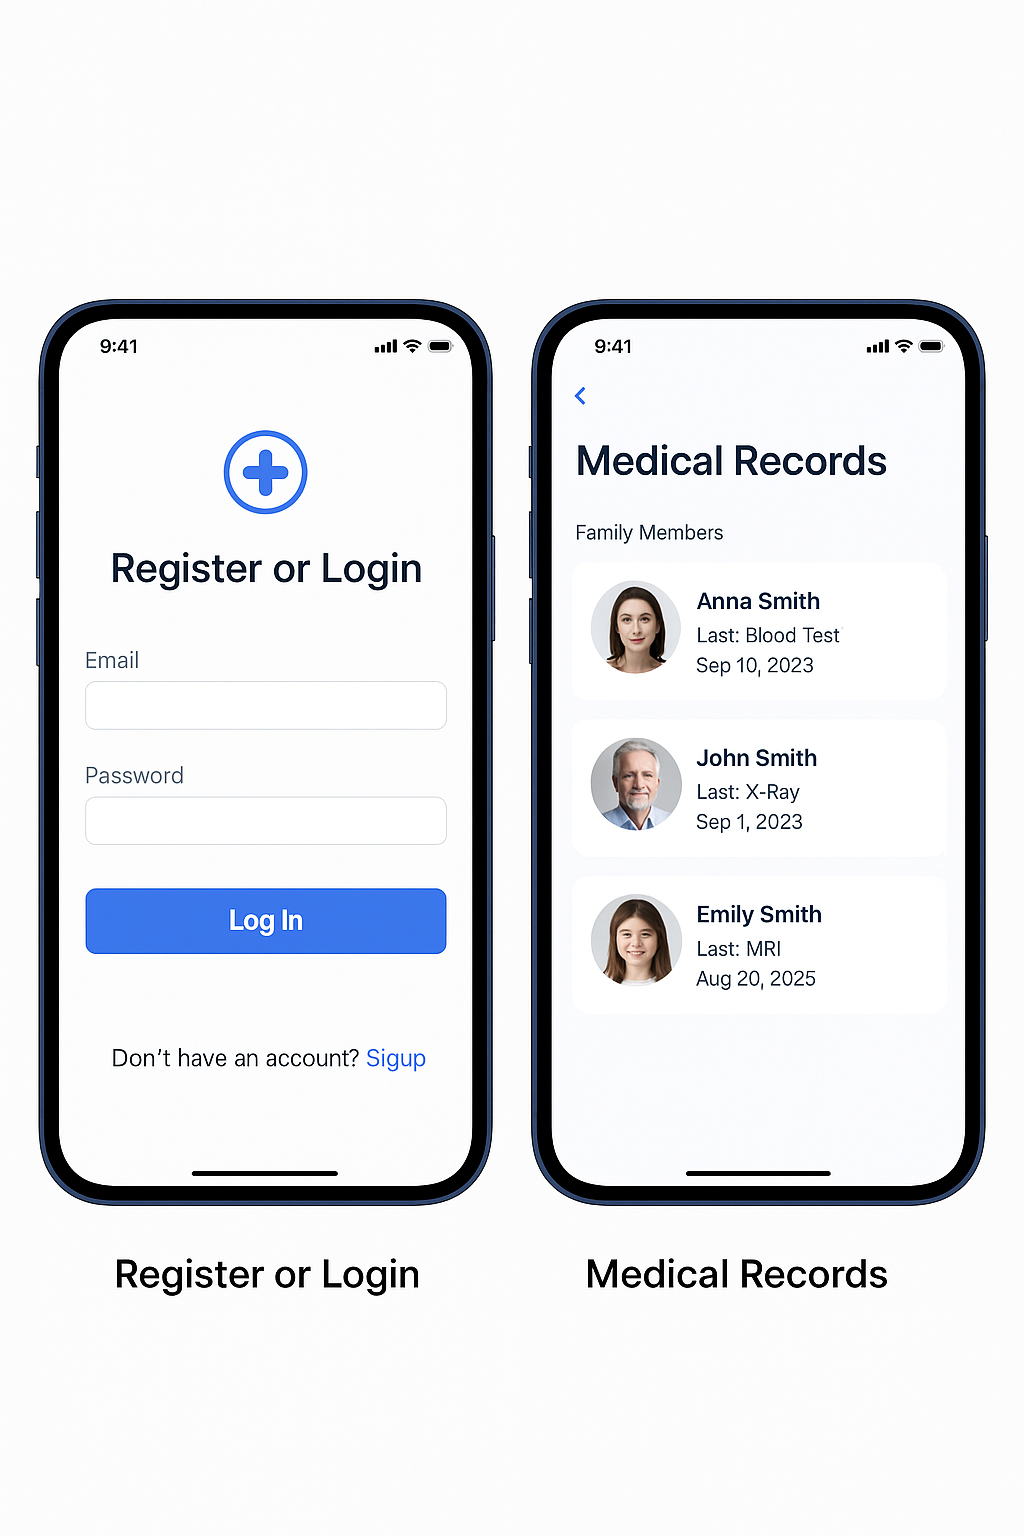 9:41
Register or Login
Email
Password
Log In
Don't have an account? Sigup
Register or Login
9:41
Medical Records
Family Members
Anna Smith
Last: Blood Test
Sep 10, 2023
John Smith
Last: X-Ray
Sep 1, 2023
Emily Smith
Last: MRI
Aug 20, 2025
Medical Records